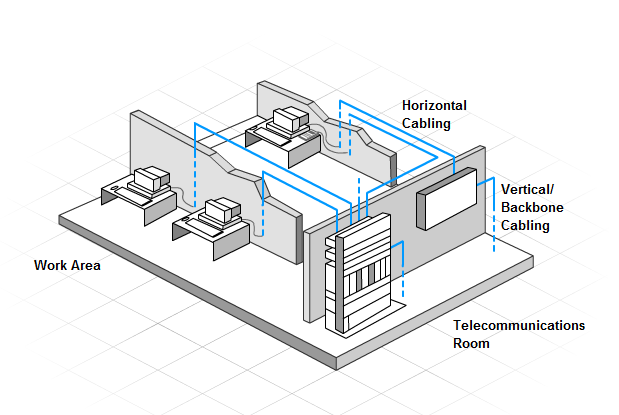 Horizontal
Cabling
Vertical/
Backbone
Cabling
Work Area
Telecommunications
Room